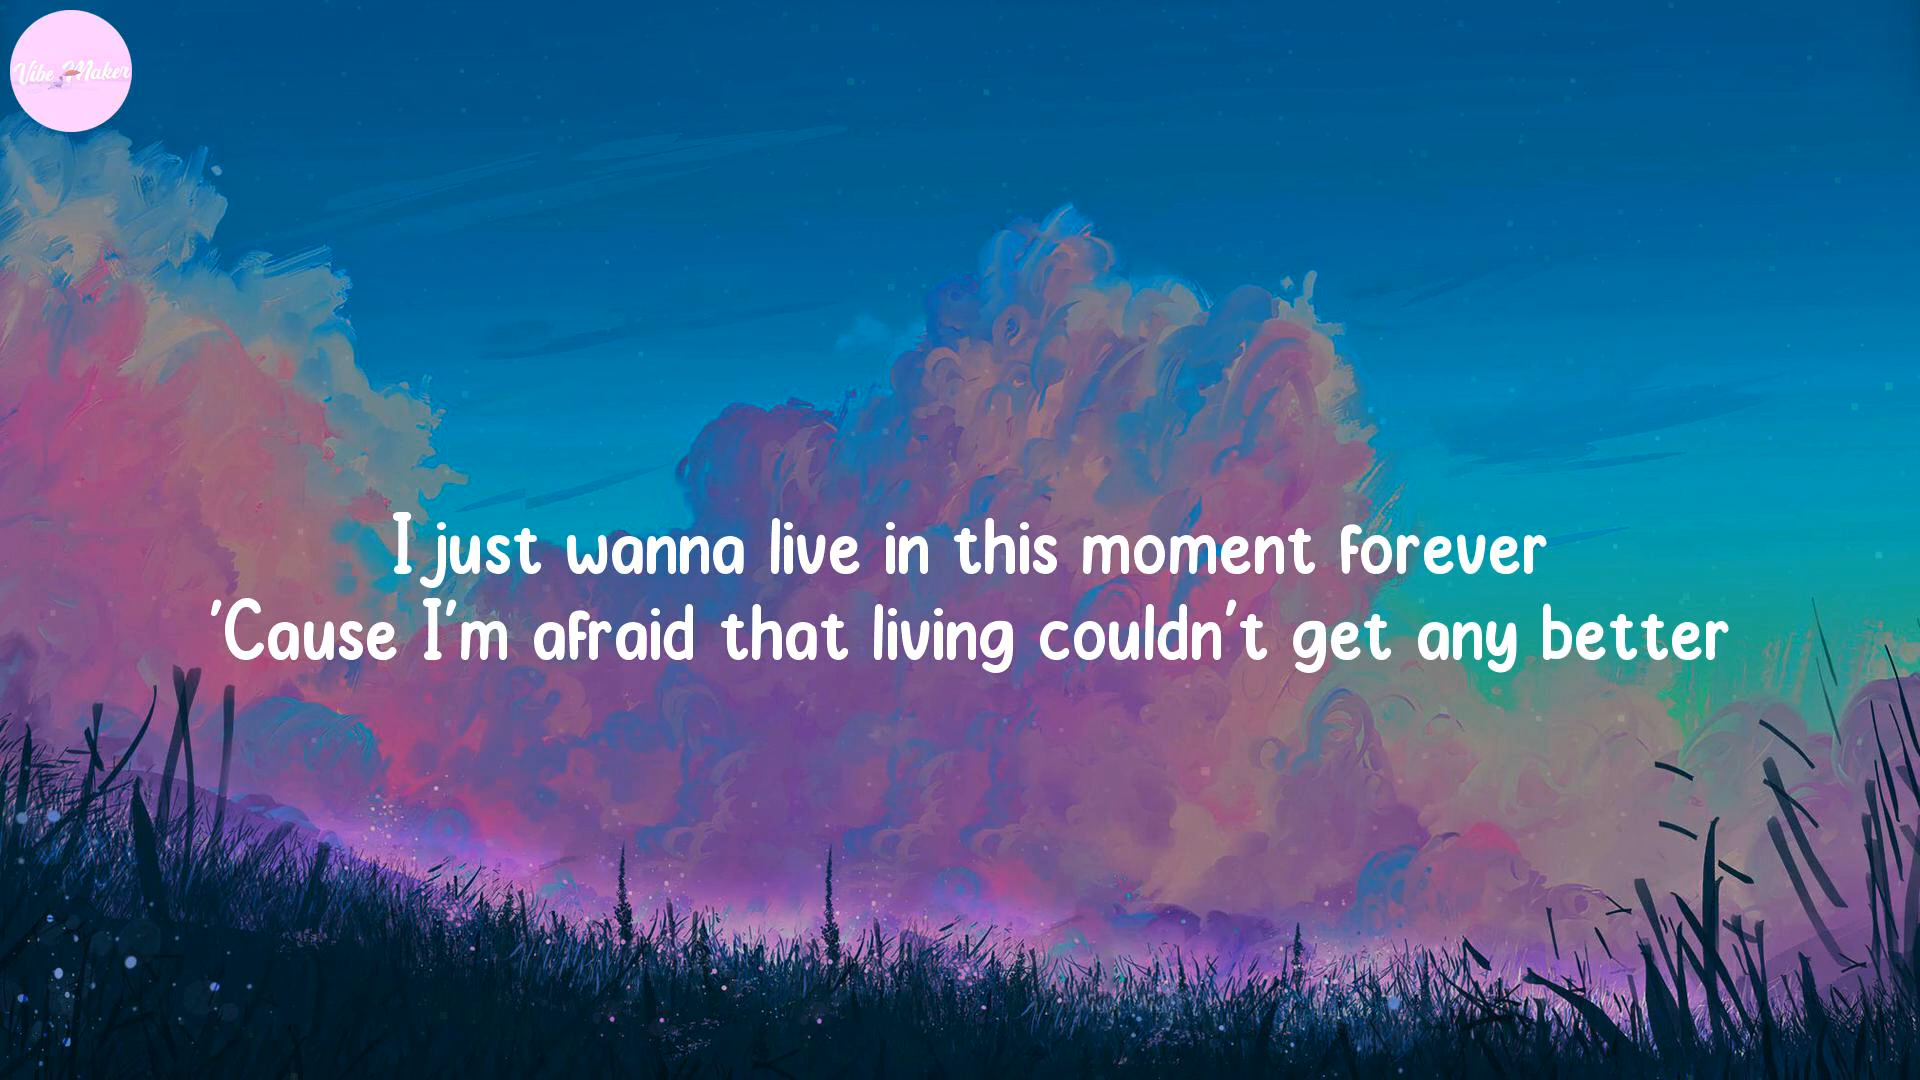 Vibe Maker
I just wanna live in this moment forever
'Cause I'm afraid that living couldn't get any better